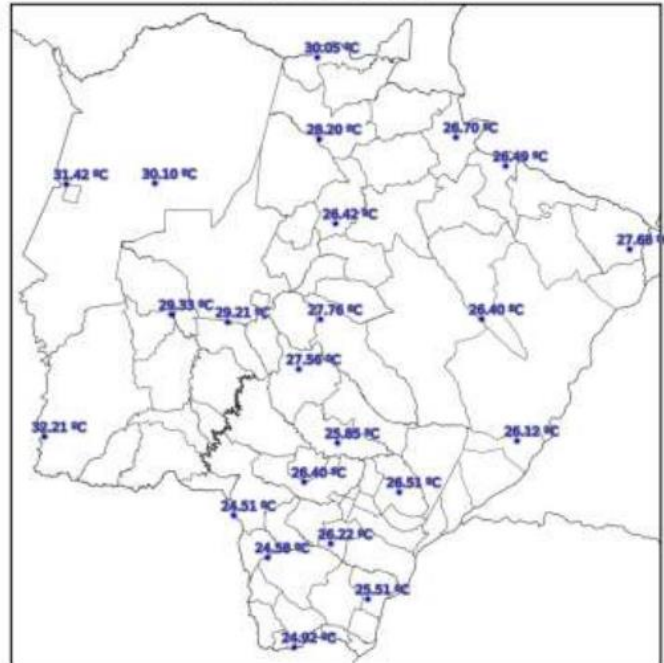 30.05 ºC
28.20 ºC
26.70 ºC
26.49 ºC
31.42 ºC
30.10 ºC
26.42 ºC
27.68 º
29.33 ºC
29.21 ºC
27.76 ºC
26.40 ºC
27.56 ºC
32.21 ºC
25.85 ºC
26.12 ºC
26.40 ºC
26.51 ºC
24.51 ºC
26.22 ºC
24.58 ºC
25.51 ºC
24.92 ºC